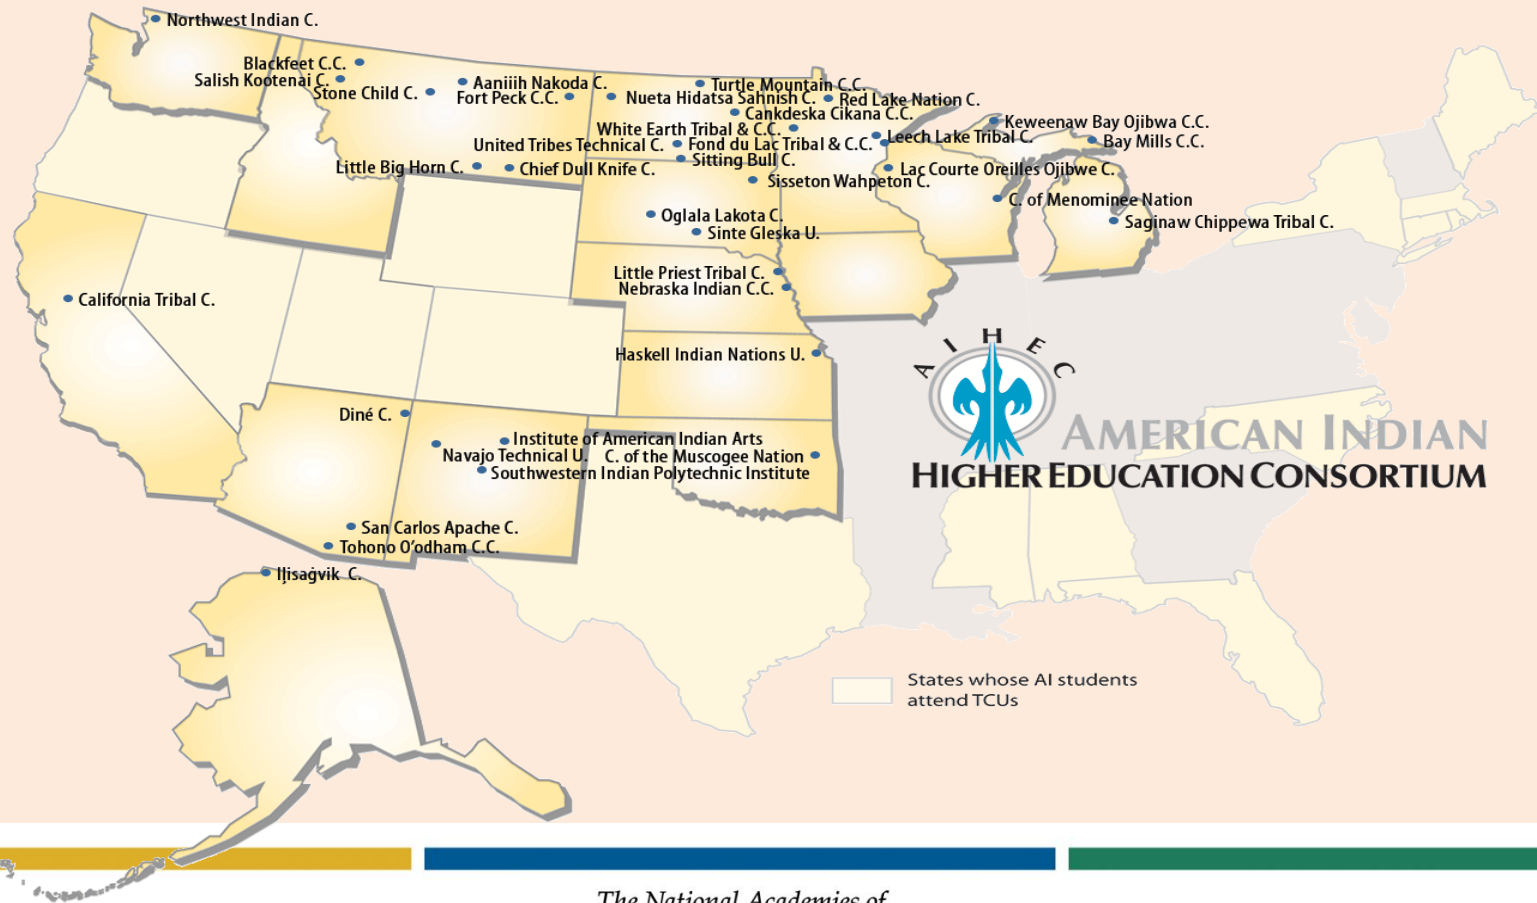 Northwest Indian C.
Blackfeet C.C.
Salish Kootenai C.
Stone Child C.
Aaniiih Nakoda C.
Fort Peck C.C.
Turtle Mountain C.C.
Nueta Hidatsa Sahnish C.
Red Lake Nation C.
Cankdeska Cikana C.C.
White Earth Tribal & C.C.
United Tribes Technical C.
Fond du Lac Tribal & C.C.
Leech Lake Tribal C.
Keweenaw Bay Ojibwa C.C.
Bay Mills C.C.
Sitting Bull C.
Little Big Horn C.
Chief Dull Knife C.
Lac Courte Oreilles Ojibwe C.
Sisseton Wahpeton C.
C. of Menominee Nation
Oglala Lakota C.
Saginaw Chippewa Tribal C.
Sinte Gleska U.
Little Priest Tribal C.
Nebraska Indian C.C.
California Tribal C.
Haskell Indian Nations U.
Diné C.
Institute of American Indian Arts
Navajo Technical U.
C. of the Muscogee Nation
Southwestern Indian Polytechnic Institute
San Carlos Apache C.
Tohono O'odham C.C.
Iḷisaġvik C.
A I H E C
AMERICAN INDIAN
HIGHER EDUCATION CONSORTIUM
States whose AI students
attend TCUs
The National Academies of